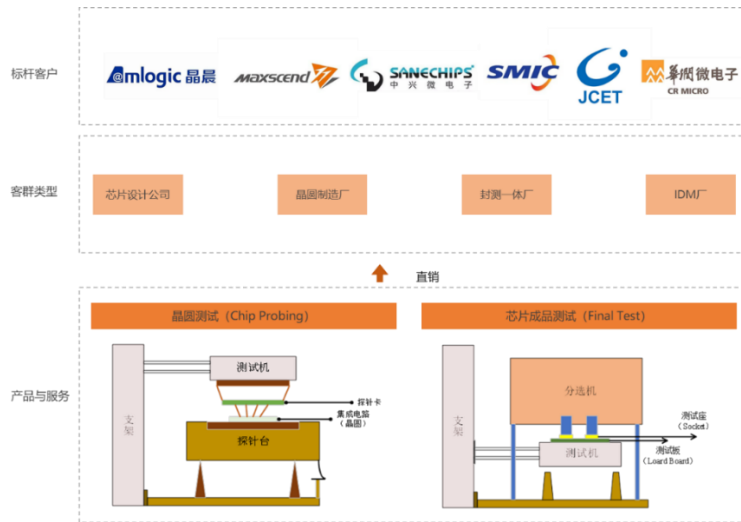 标杆客户
@mlogic 晶晨
MAXSCEND
SANECHIPS
中兴微电子
SMIC
JCET
华润微电子
CR MICRO
客群类型
芯片设计公司
晶圆制造厂
封测一体厂
IDM厂
直销
产品与服务
晶圆测试（Chip Probing）
支架
测试机
探针卡
集成电路
（晶圆）
探针台
芯片成品测试（Final Test）
支架
分选机
测试座
（Socket）
测试机
测试板
（Loard Board）